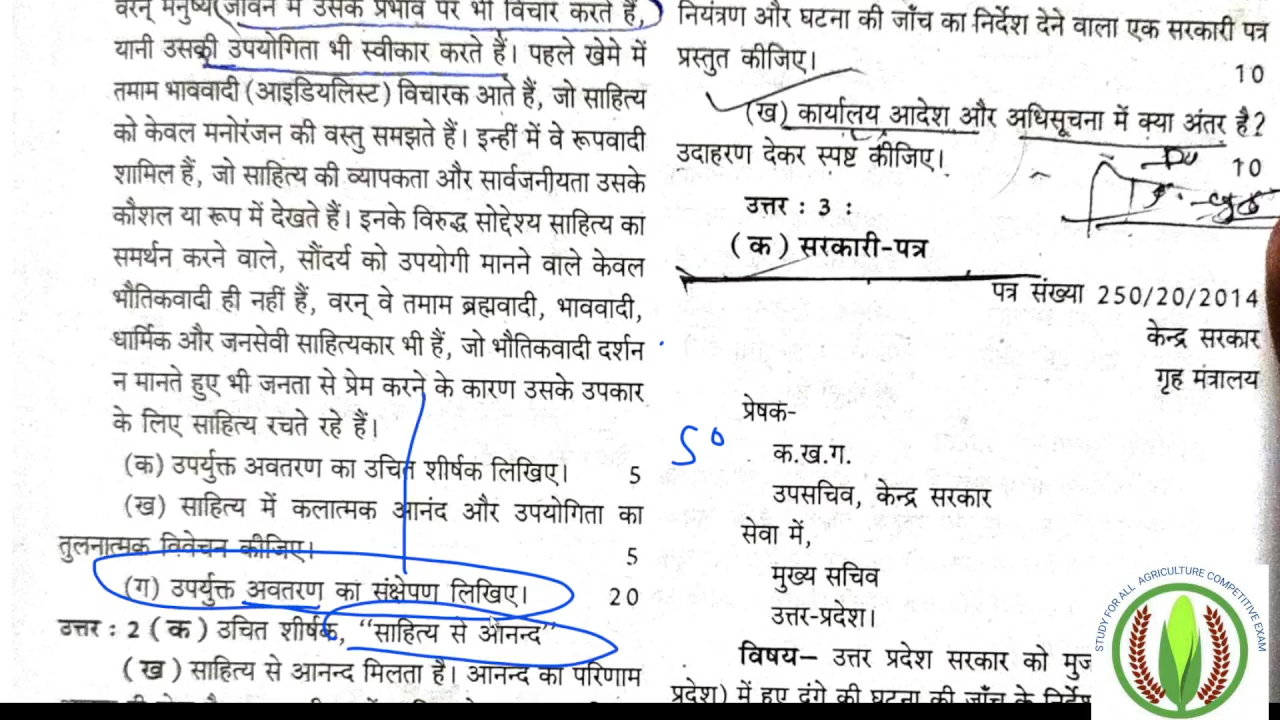 वरन् मनुष्य जीवन में उसके प्रभाव पर भी विचार करते हैं,
यानी उसकी उपयोगिता भी स्वीकार करते हैं। पहले खेमे में
तमाम भाववादी (आइडियलिस्ट) विचारक आते हैं, जो साहित्य
को केवल मनोरंजन की वस्तु समझते हैं। इन्हीं में वे रूपवादी
शामिल हैं, जो साहित्य की व्यापकता और सार्वजनीयता उसके
कौशल या रूप में देखते हैं। इनके विरुद्ध सोद्देश्य साहित्य का
समर्थन करने वाले, सौंदर्य को उपयोगी मानने वाले केवल
भौतिकवादी ही नहीं हैं, वरन् वे तमाम ब्रह्मवादी, भाववादी,
धार्मिक और जनसेवी साहित्यकार भी हैं, जो भौतिकवादी दर्शन
न मानते हुए भी जनता से प्रेम करने के कारण उसके उपकार
के लिए साहित्य रचते रहे हैं।
(क) उपर्युक्त अवतरण का उचित शीर्षक लिखिए। 5
(ख) साहित्य में कलात्मक आनंद और उपयोगिता का
तुलनात्मक विवेचन कीजिए। 5
(ग) उपर्युक्त अवतरण का संक्षेपण लिखिए। 20
उत्तर : 2 (क) उचित शीर्षक, "साहित्य से आनन्द"
(ख) साहित्य से आनन्द मिलता है। आनन्द का परिणाम
नियंत्रण और घटना की जाँच का निर्देश देने वाला एक सरकारी पत्र
प्रस्तुत कीजिए। 10
(ख) कार्यालय आदेश और अधिसूचना में क्या अंतर है?
उदाहरण देकर स्पष्ट कीजिए। 10
उत्तर : 3 :
(क) सरकारी-पत्र
पत्र संख्या 250/20/2014
केन्द्र सरकार
गृह मंत्रालय
प्रेषक-
क.ख.ग.
उपसचिव, केन्द्र सरकार
सेवा में,
मुख्य सचिव
उत्तर-प्रदेश।
विषय– उत्तर प्रदेश सरकार को
प्रदेश) में हुए दंगे की घटना की जाँच के
STUDY FOR ALL AGRICULTURE COMPETITIVE EXAM